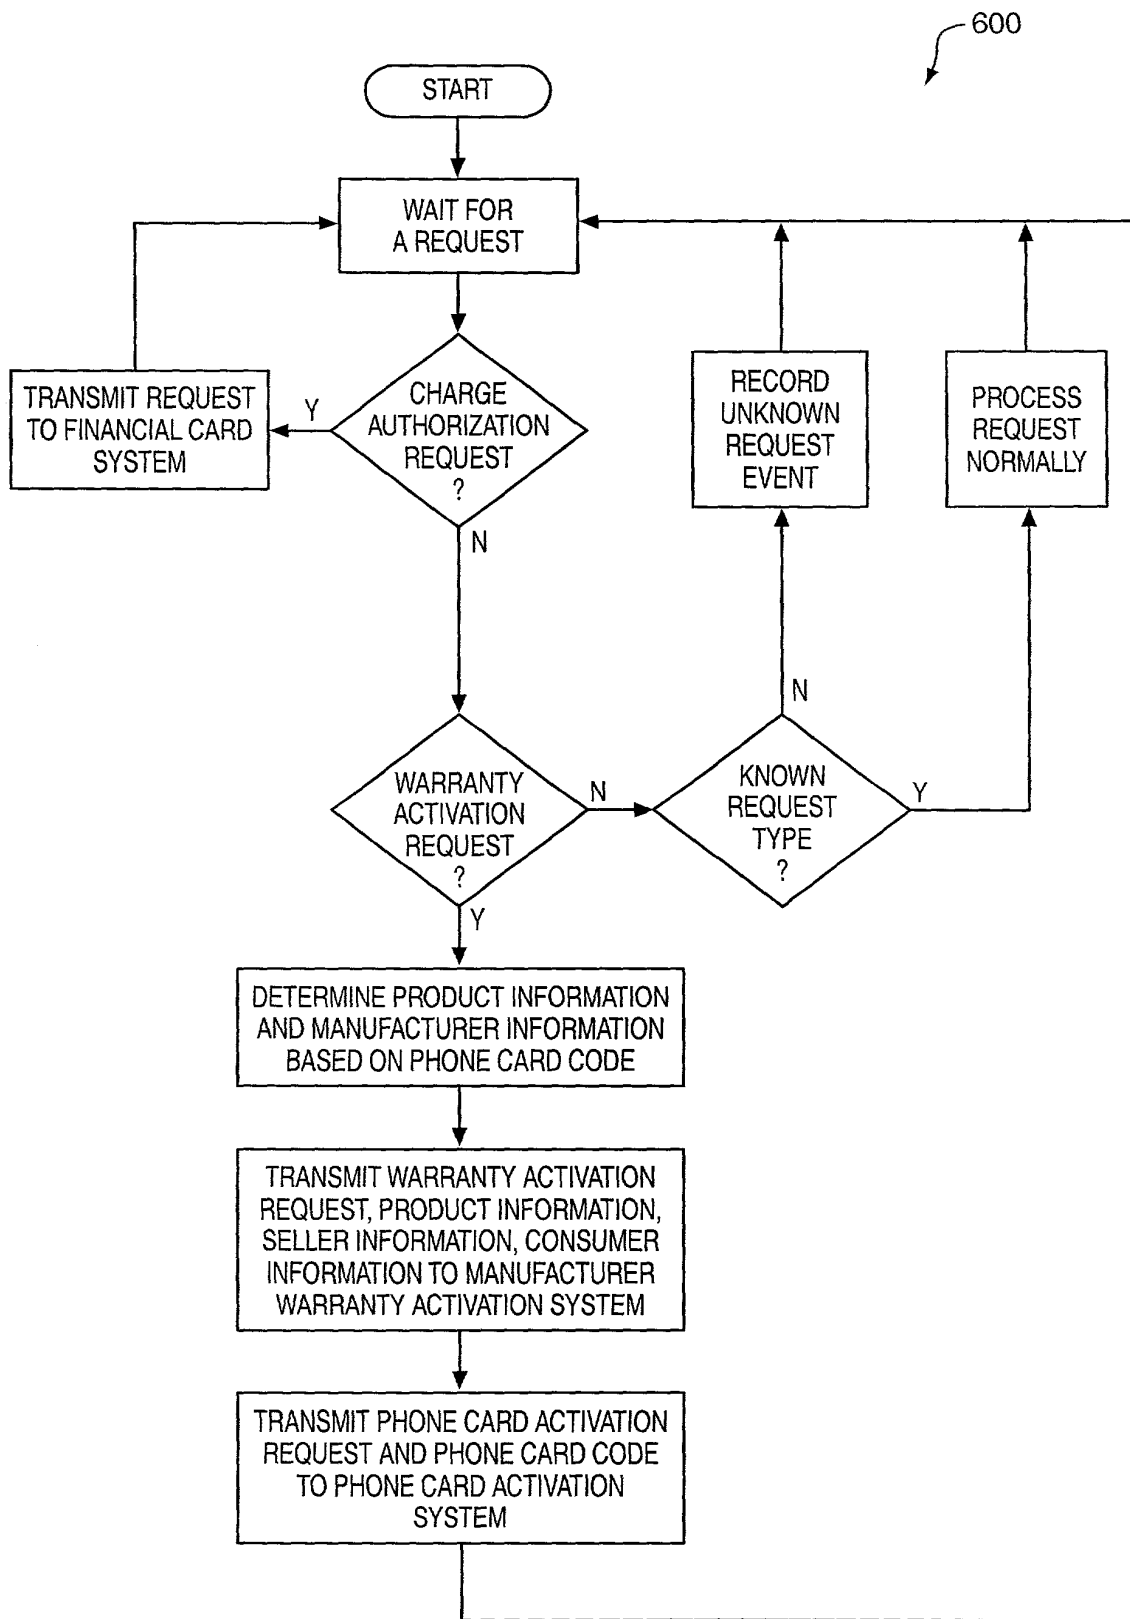 600
START
WAIT FOR
A REQUEST
TRANSMIT REQUEST
TO FINANCIAL CARD
SYSTEM
Y
CHARGE
AUTHORIZATION
REQUEST
?
N
RECORD
UNKNOWN
REQUEST
EVENT
PROCESS
REQUEST
NORMALLY
WARRANTY
ACTIVATION
REQUEST
?
N
Y
KNOWN
REQUEST
TYPE
?
N
Y
DETERMINE PRODUCT INFORMATION
AND MANUFACTURER INFORMATION
BASED ON PHONE CARD CODE
TRANSMIT WARRANTY ACTIVATION
REQUEST, PRODUCT INFORMATION,
SELLER INFORMATION, CONSUMER
INFORMATION TO MANUFACTURER
WARRANTY ACTIVATION SYSTEM
TRANSMIT PHONE CARD ACTIVATION
REQUEST AND PHONE CARD CODE
TO PHONE CARD ACTIVATION
SYSTEM